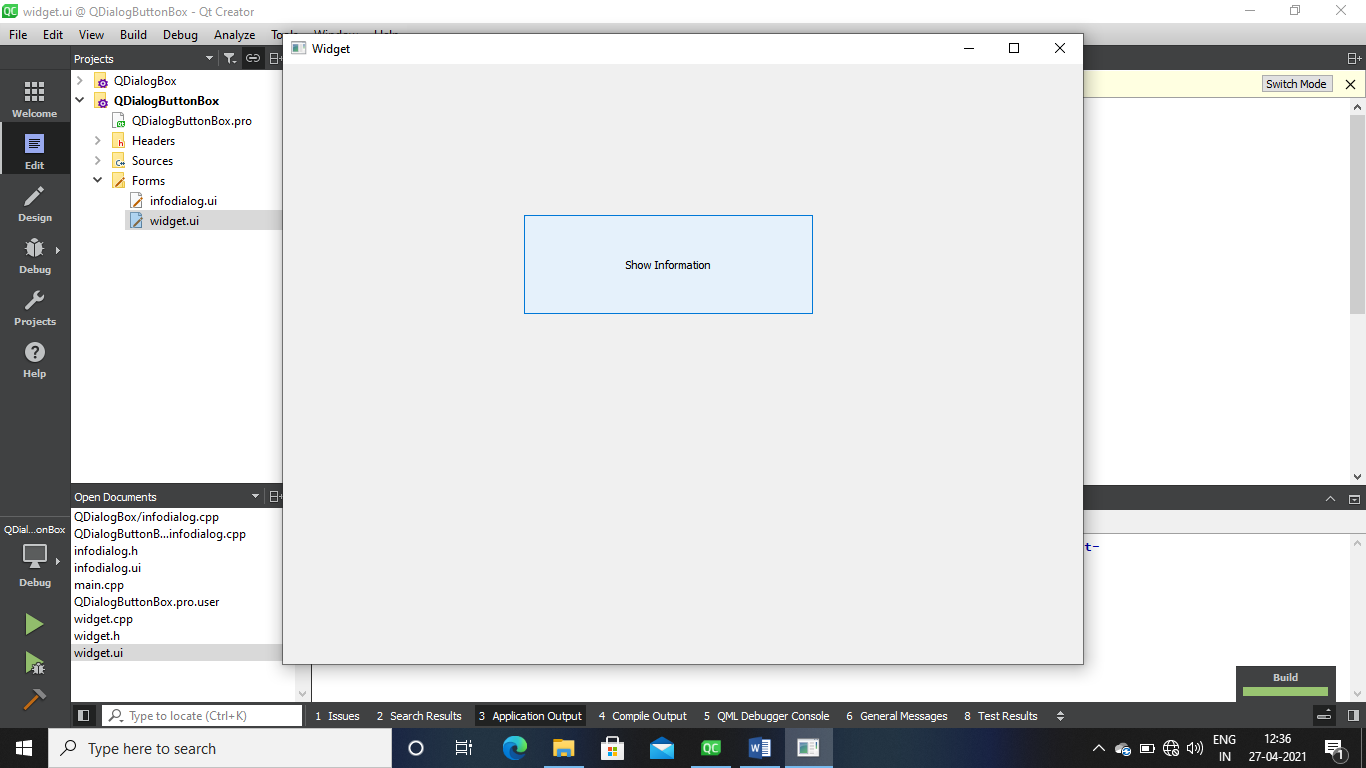 QC widget.ui @ QDialogButtonBox - Qt Creator
File Edit View Build Debug Analyze
Widget
Projects
Switch Mode
QDialogBox
QDialogButtonBox
QDialogButtonBox.pro
Headers
Sources
Forms
infodialog.ui
widget.ui
Welcome
Edit
Design
Debug
Projects
Help
Show Information
Open Documents
QDialogBox/infodialog.cpp
QDialogButtonB...infodialog.cpp
infodialog.h
infodialog.ui
main.cpp
QDialogButtonBox.pro.user
widget.cpp
widget.h
widget.ui
QDial...onBox
Debug
t-
Build
Type to locate (Ctrl+K)
1 Issues 2 Search Results 3 Application Output 4 Compile Output 5 QML Debugger Console 6 General Messages 8 Test Results
Type here to search
QC
ENG
IN
12:36
27-04-2021
1